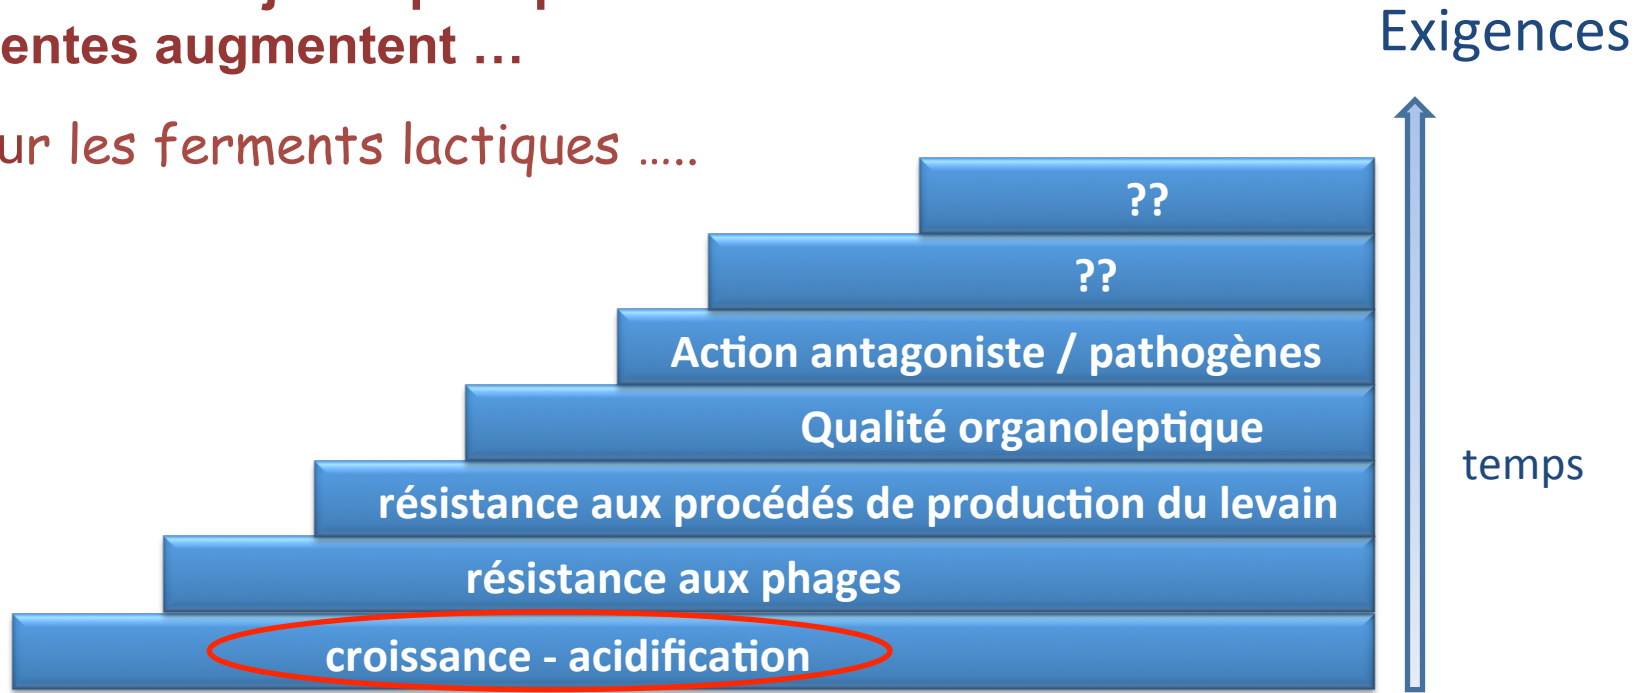 entes augmentent …
ur les ferments lactiques …..
Exigences
??
??
Action antagoniste / pathogènes
Qualité organoleptique
temps
résistance aux procédés de production du levain
résistance aux phages
croissance - acidification